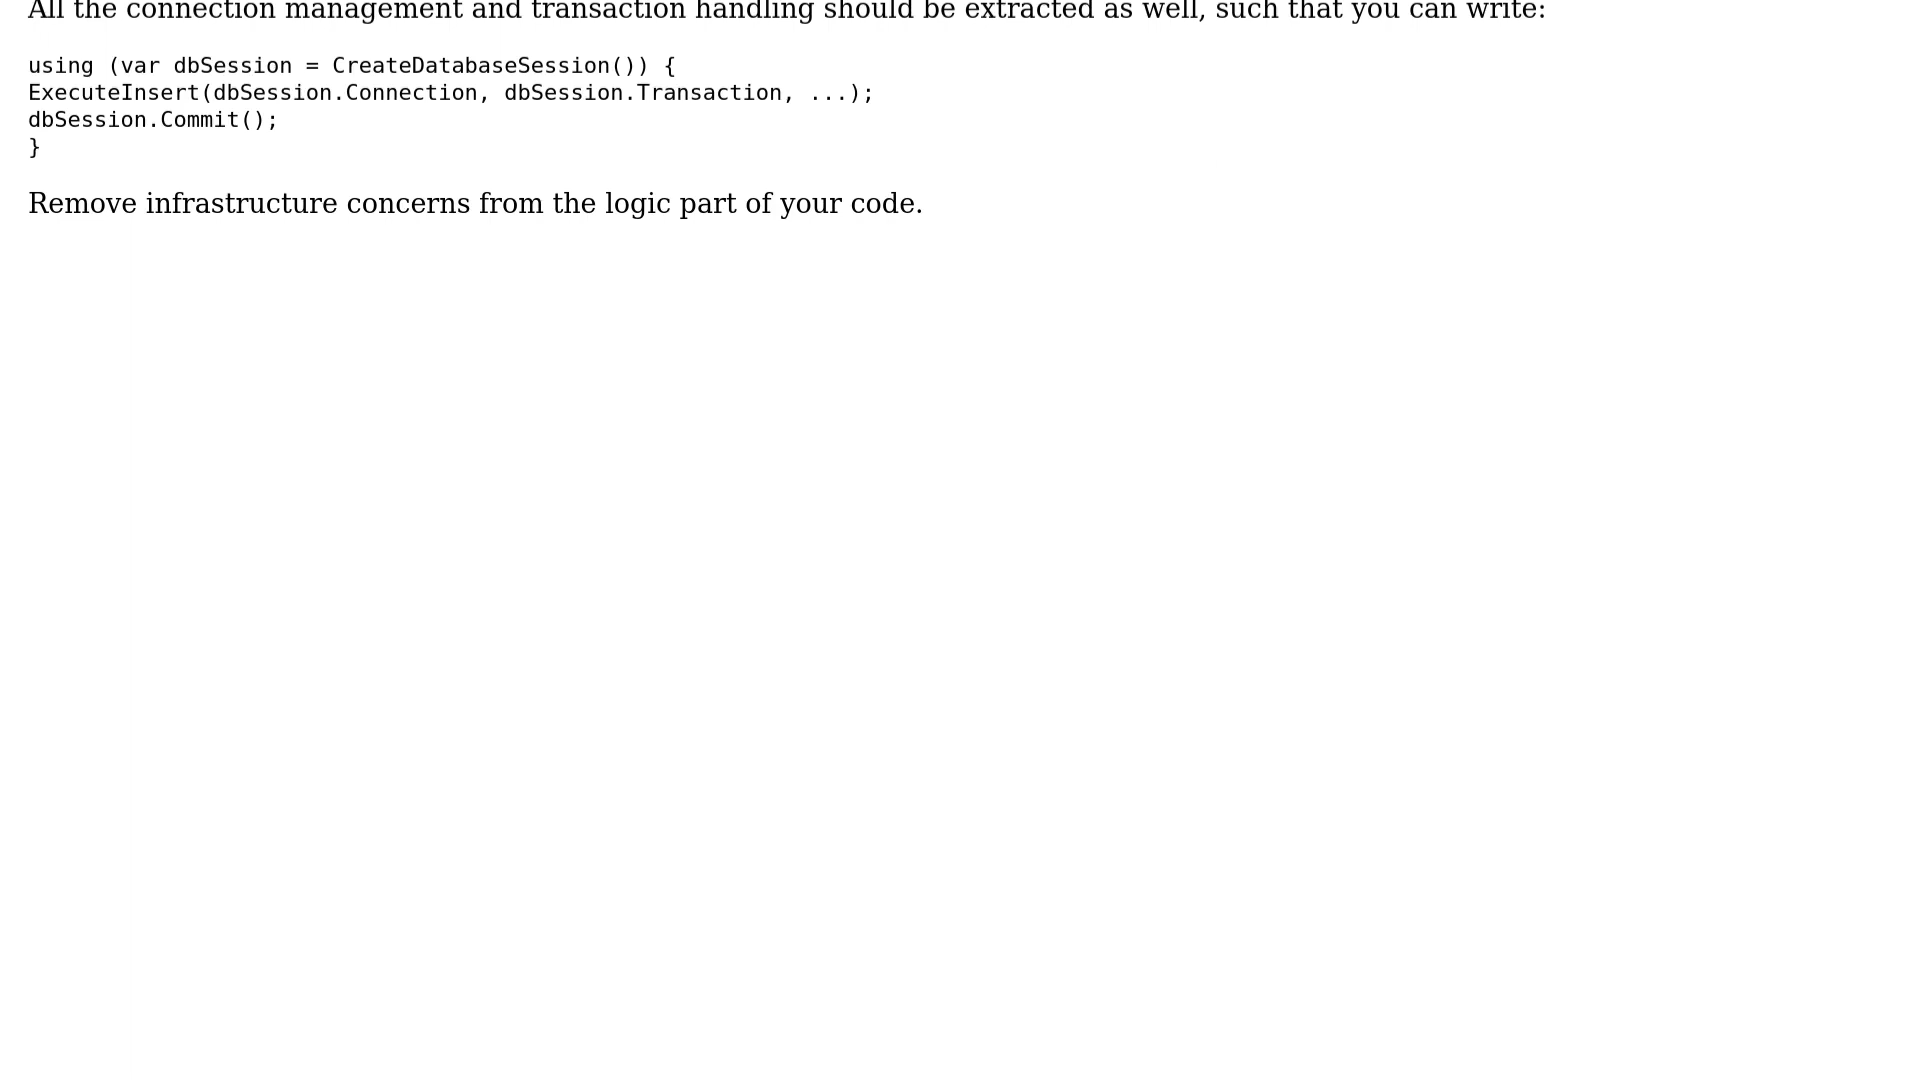 All the connection management and transaction handling should be extracted as well, such that you can write:
using (var dbSession = CreateDatabaseSession()) {
ExecuteInsert(dbSession.Connection, dbSession.Transaction, ...);
dbSession.Commit();
}
Remove infrastructure concerns from the logic part of your code.